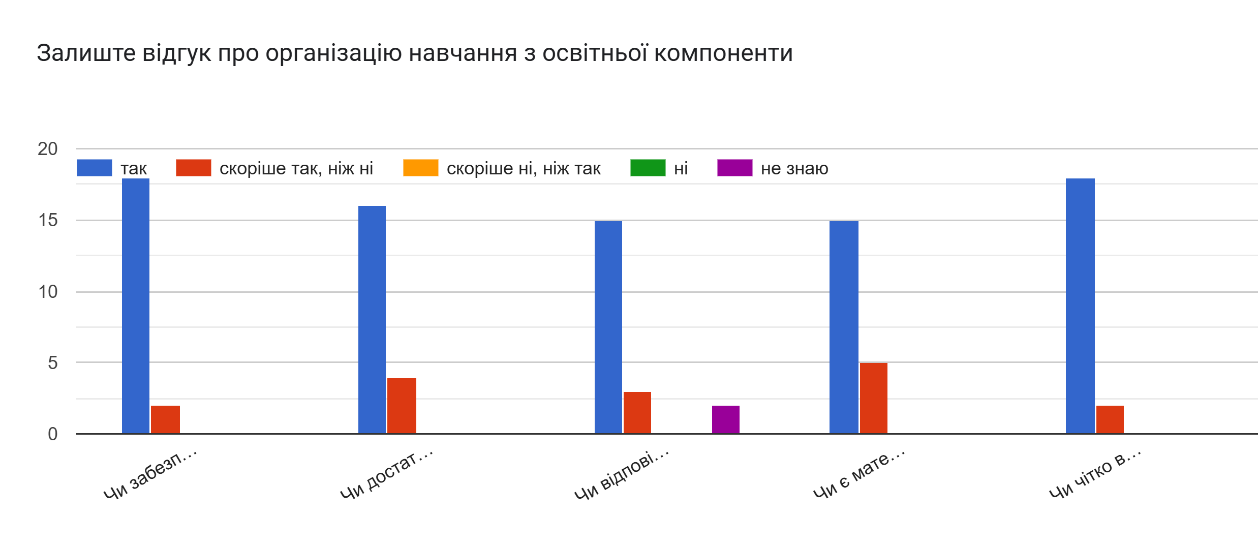 Залиште відгук про організацію навчання з освітньої компоненти
20
так
скоріше так, ніж ні
скоріше ні, ніж так
ні
не знаю
15
10
5
0
Чи забезп…
Чи достат…
Чи відпові…
Чи є мате…
Чи чітко в…